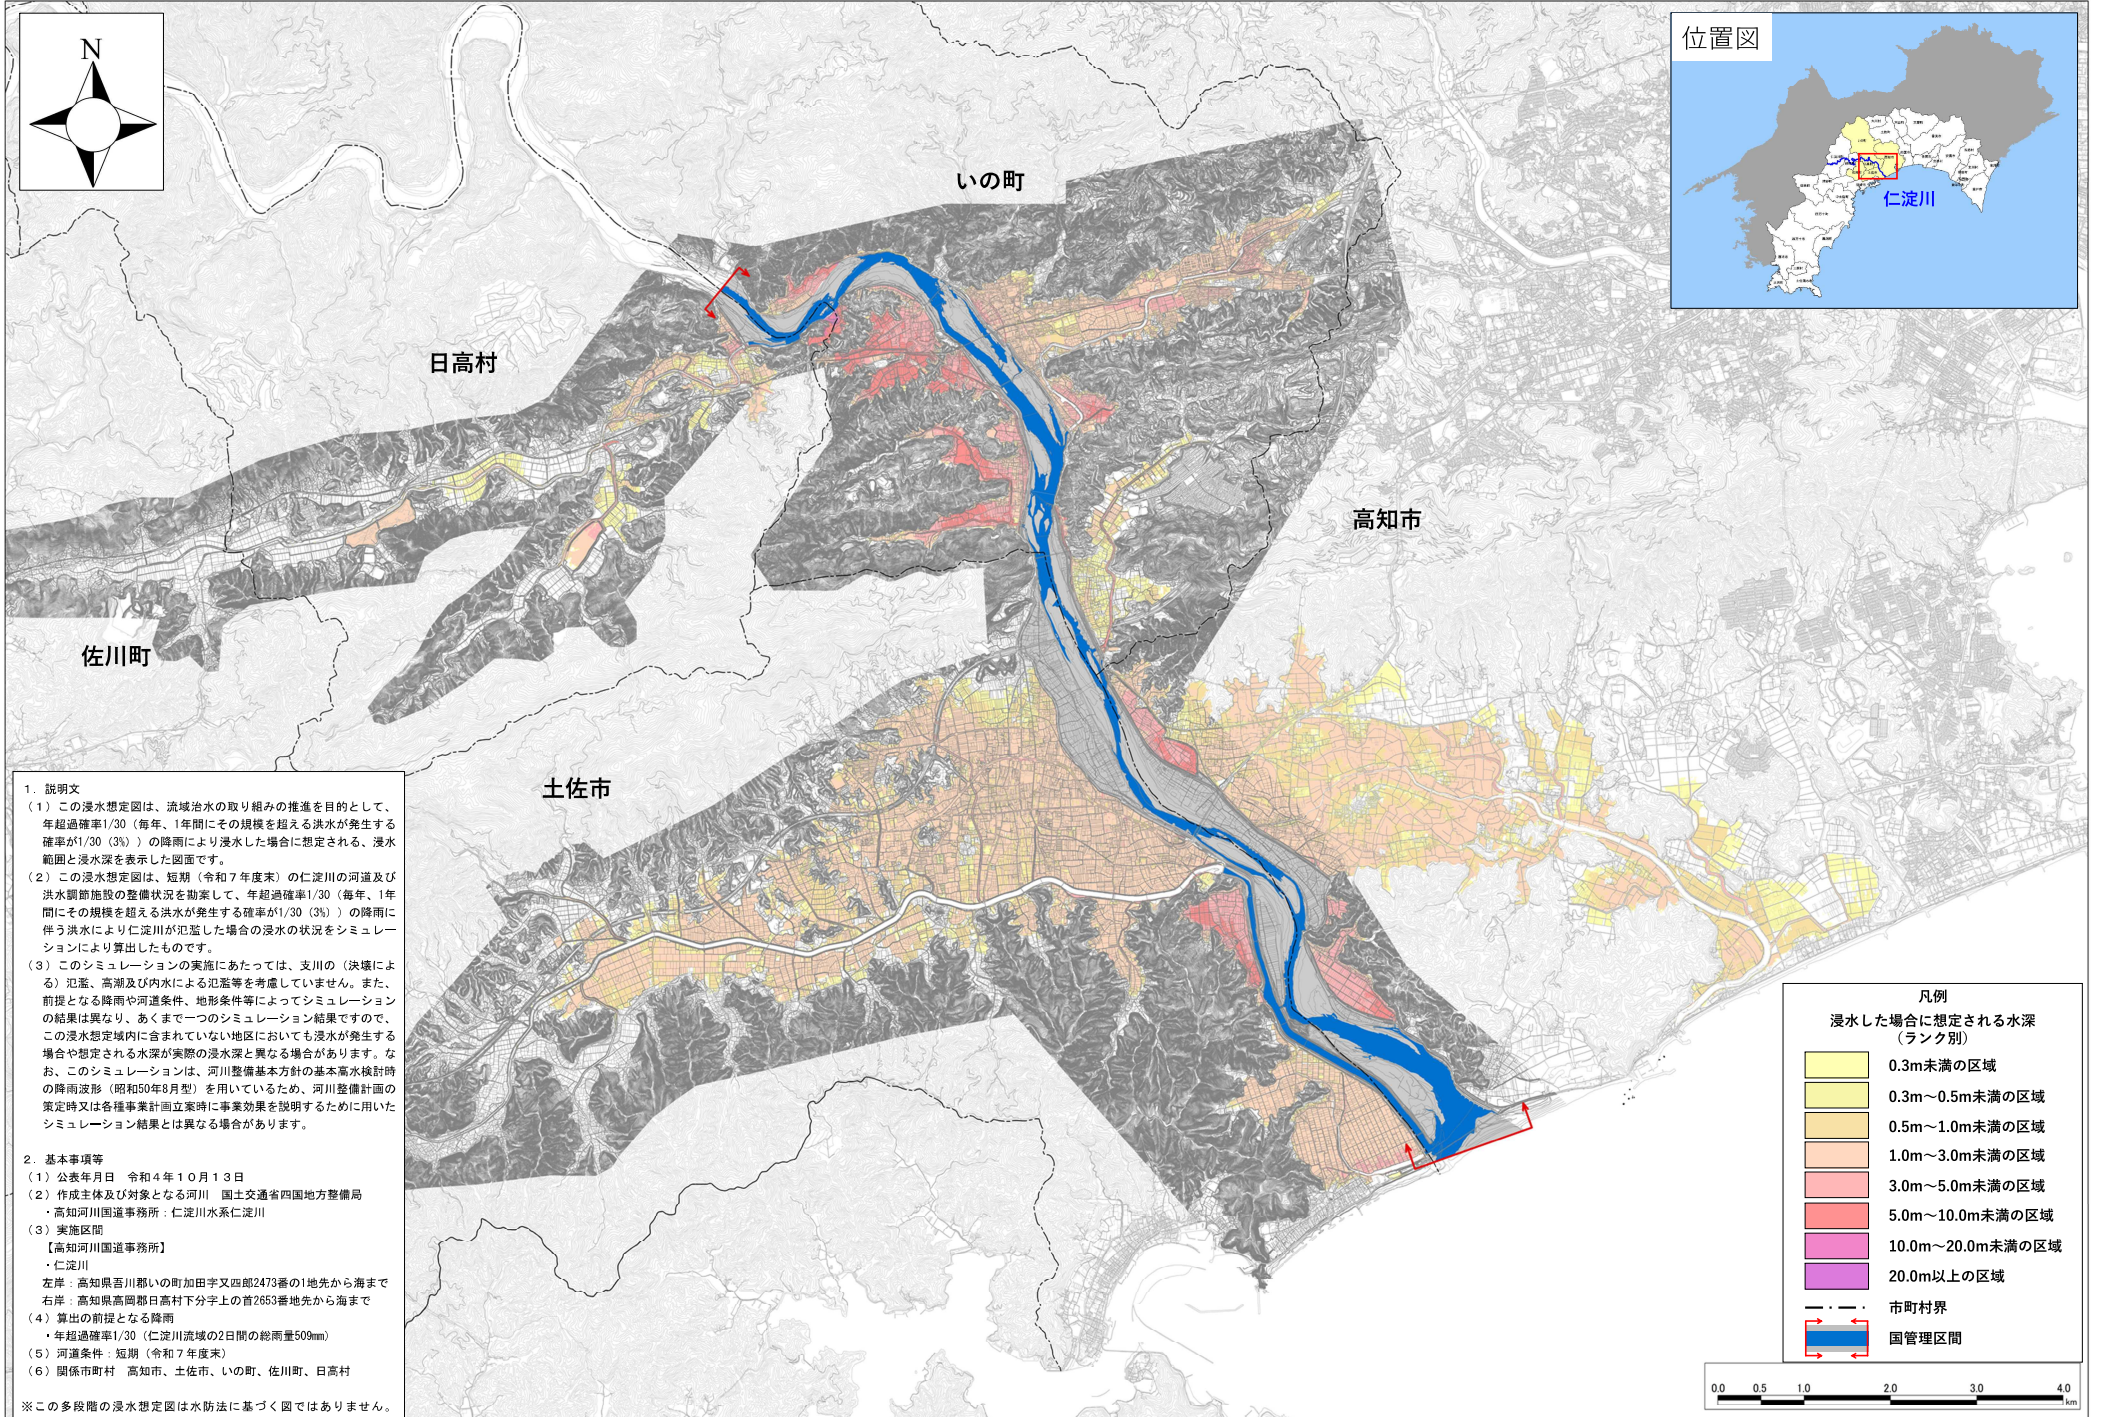 N
位置図
仁淀川
いの町
日高村
高知市
佐川町
土佐市
1．説明文
（1）この浸水想定図は、流域治水の取り組みの推進を目的として、
年超過確率1/30（毎年、1年間にその規模を超える洪水が発生する
確率が1/30（3%））の降雨により浸水した場合に想定される、浸水
範囲と浸水深を表示した図面です。
（2）この浸水想定図は、短期（令和７年度末）の仁淀川の河道及び
洪水調節施設の整備状況を勘案して、年超過確率1/30（毎年、1年
間にその規模を超える洪水が発生する確率が1/30（3%））の降雨に
伴う洪水により仁淀川が氾濫した場合の浸水の状況をシミュレー
ションにより算出したものです。
（3）このシミュレーションの実施にあたっては、支川の（決壊によ
る）氾濫、高潮及び内水による氾濫等を考慮していません。また、
前提となる降雨や河道条件、地形条件等によってシミュレーション
の結果は異なり、あくまで一つのシミュレーション結果ですので、
この浸水想定域内に含まれていない地区においても浸水が発生する
場合や想定される水深が実際の浸水深と異なる場合があります。な
お、このシミュレーションは、河川整備基本方針の基本高水検討時
の降雨波形（昭和50年8月型）を用いているため、河川整備計画の
策定時又は各種事業計画立案時に事業効果を説明するために用いた
シミュレーション結果とは異なる場合があります。
2．基本事項等
（1）公表年月日　令和４年１０月１３日
（2）作成主体及び対象となる河川　国土交通省四国地方整備局
・高知河川国道事務所：仁淀川水系仁淀川
（3）実施区間
【高知河川国道事務所】
・仁淀川
左岸：高知県吾川郡いの町加田字又四郎2473番の1地先から海まで
右岸：高知県高岡郡日高村下分字上の首2653番地先から海まで
（4）算出の前提となる降雨
・年超過確率1/30（仁淀川流域の2日間の総雨量509mm）
（5）河道条件：短期（令和７年度末）
（6）関係市町村　高知市、土佐市、いの町、佐川町、日高村
※この多段階の浸水想定図は水防法に基づく図ではありません。
凡例
浸水した場合に想定される水深
（ランク別）
0.3m未満の区域
0.3m～0.5m未満の区域
0.5m～1.0m未満の区域
1.0m～3.0m未満の区域
3.0m～5.0m未満の区域
5.0m～10.0m未満の区域
10.0m～20.0m未満の区域
20.0m以上の区域
市町村界
国管理区間
0.0 0.5 1.0 2.0 3.0 4.0
km